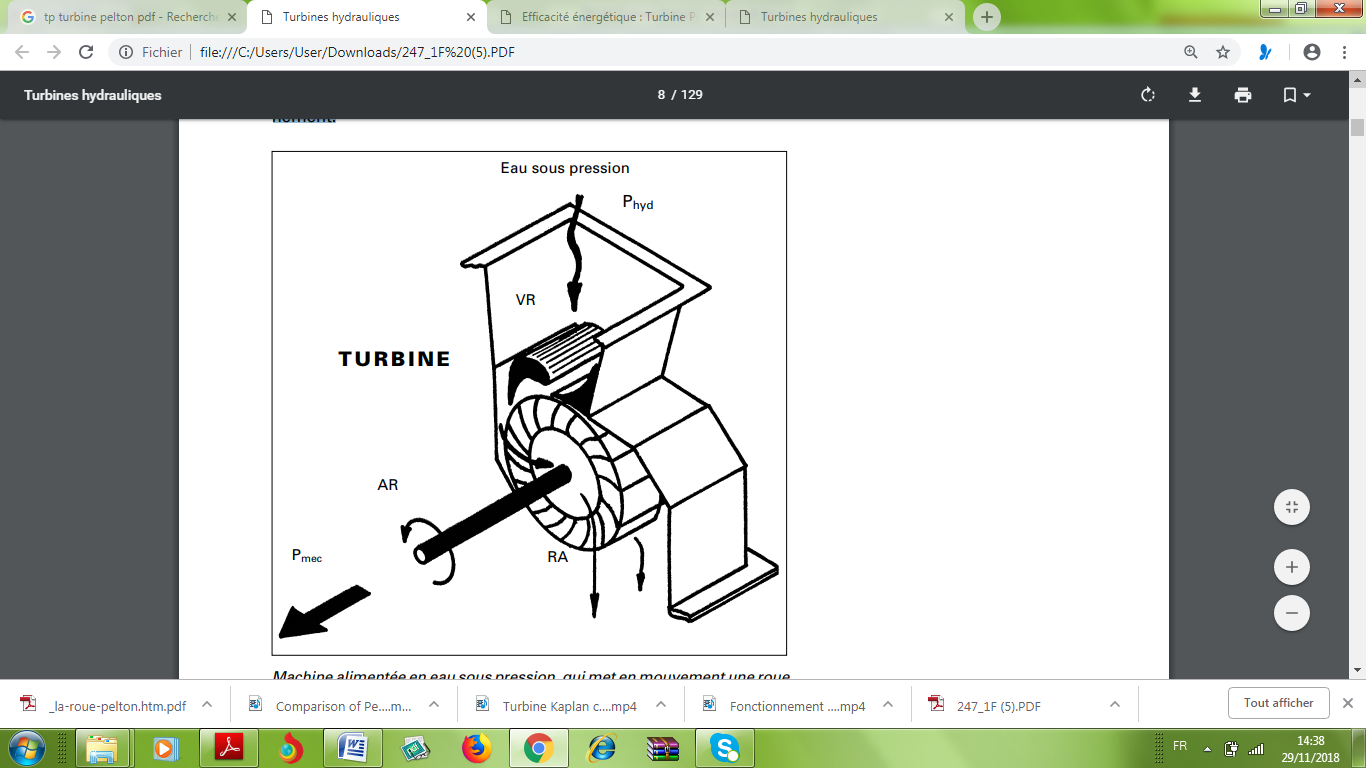 tp turbine pelton pdf - Recherche
Turbines hydrauliques
Efficacité énergétique : Turbine P
Turbines hydrauliques
Fichier
file:///C:/Users/User/Downloads/247_1F%20(5).PDF
Turbines hydrauliques
8 / 129
nement.
Eau sous pression
Phyd
VR
TURBINE
AR
Pmec
RA
Machine alimentée en eau sous pression, qui met en mouvement une roue
_la-roue-pelton.htm.pdf
Comparison of Pe....m...
Turbine Kaplan c....mp4
Fonctionnement ....mp4
247_1F (5).PDF
Tout afficher
FR
14:38
29/11/2018